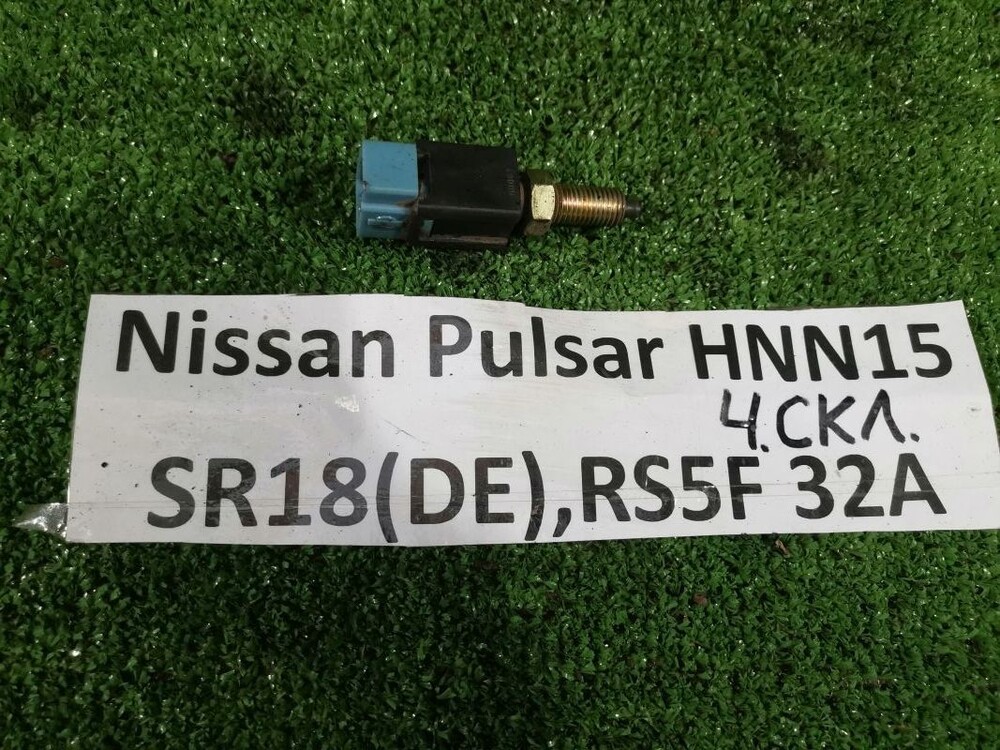 Nissan Pulsar HNN15
4.СКЛ.
SR18(DE),RS5F 32A